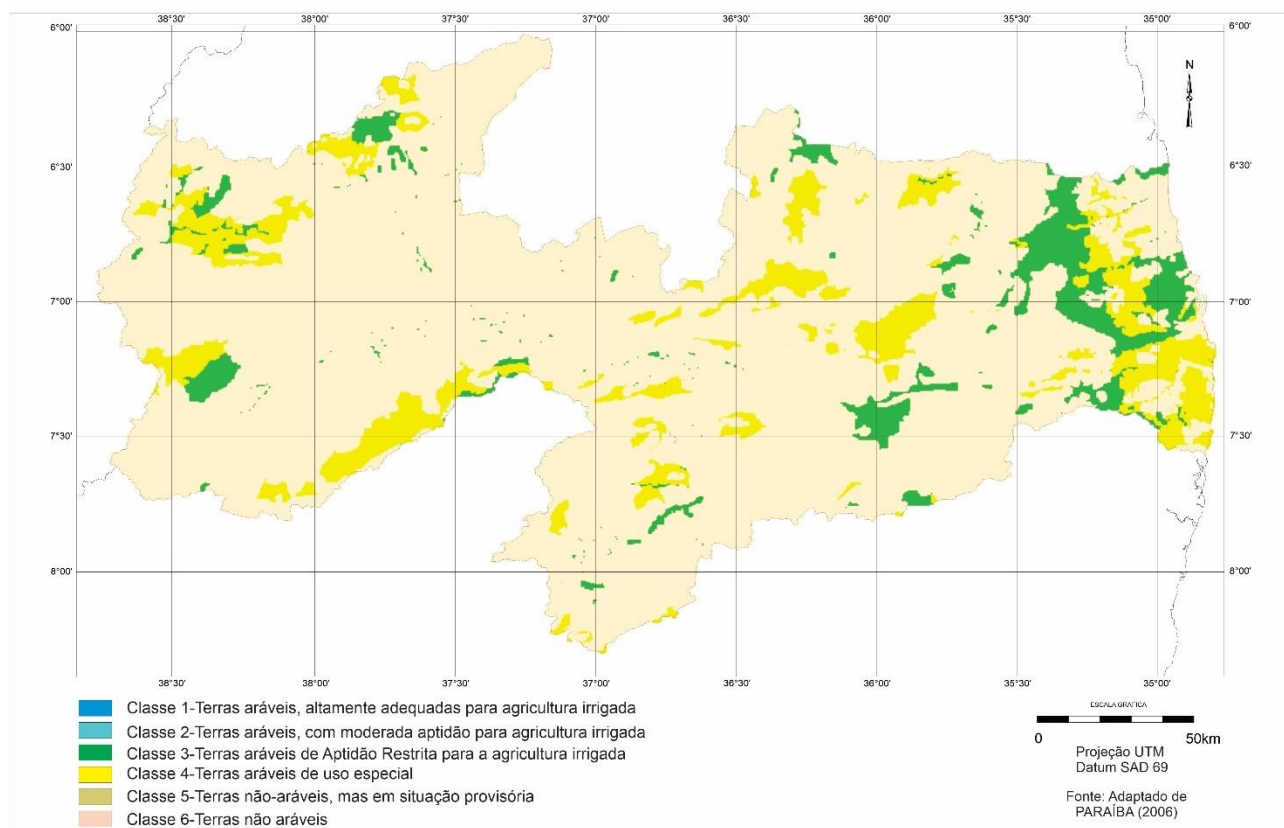 38°30' 38°00' 37°30' 37°00' 36°30' 36°00' 35°30' 35°00'
6°00' 6°00'
N
6°30' 6°30'
7°00' 7°00'
7°30' 7°30'
8°00' 8°00'
38°30' 38°00' 37°30' 37°00' 36°30' 36°00' 35°30' 35°00'
Classe 1-Terras aráveis, altamente adequadas para agricultura irrigada
Classe 2-Terras aráveis, com moderada aptidão para agricultura irrigada
Classe 3-Terras aráveis de Aptidão Restrita para a agricultura irrigada
Classe 4-Terras aráveis de uso especial
Classe 5-Terras não-aráveis, mas em situação provisória
Classe 6-Terras não aráveis
ESCALA GRAFICA
0 50km
Projeção UTM
Datum SAD 69
Fonte: Adaptado de
PARAÍBA (2006)